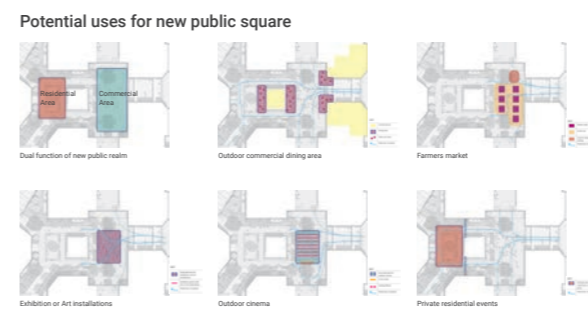 Potential uses for new public square
Residential
Area
Commercial
Area
Dual function of new public realm
Outdoor commercial dining area
Farmers market
Exhibition or Art installations
Outdoor cinema
Private residential events